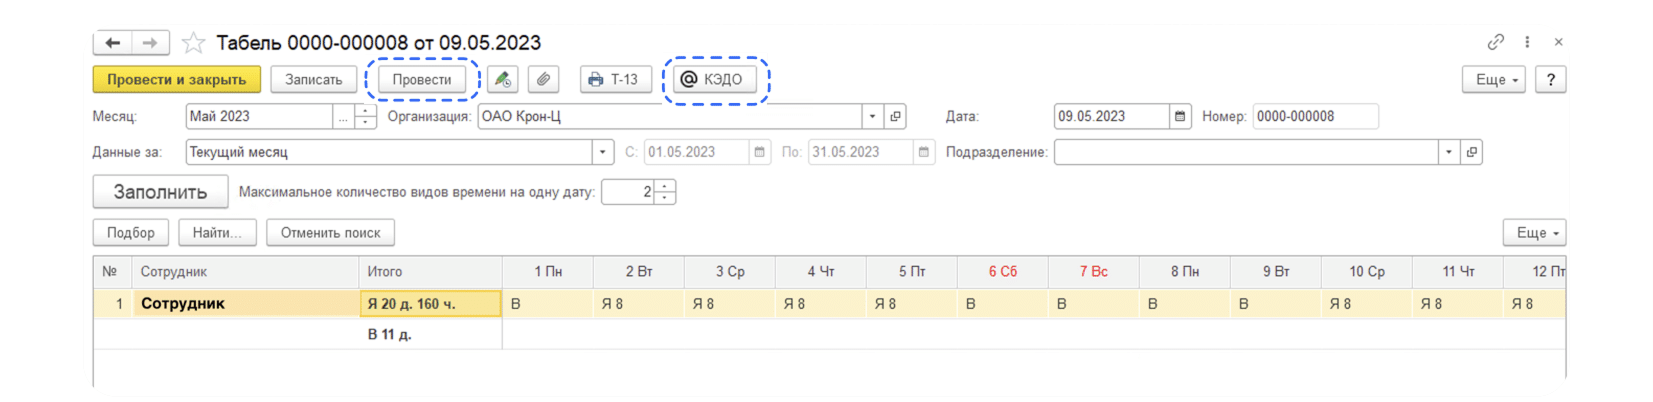 Табель 0000-000008 от 09.05.2023
Провести и закрыть Записать Провести Т-13 @ КЭДО Еще ?
Месяц: Май 2023 ... Организация: ОАО Крон-Ц Дата: 09.05.2023 Номер: 0000-000008
Данные за: Текущий месяц С: 01.05.2023 По: 31.05.2023 Подразделение:
Заполнить Максимальное количество видов времени на одну дату: 2
Подбор Найти... Отменить поиск Еще
№ Сотрудник Итого 1 Пн 2 Вт 3 Ср 4 Чт 5 Пт 6 Сб 7 Вс 8 Пн 9 Вт 10 Ср 11 Чт 12 Пт
1 Сотрудник Я 20 д. 160 ч. В Я 8 Я 8 Я 8 Я 8 В В В В Я 8 Я 8 Я 8
В 11 д.